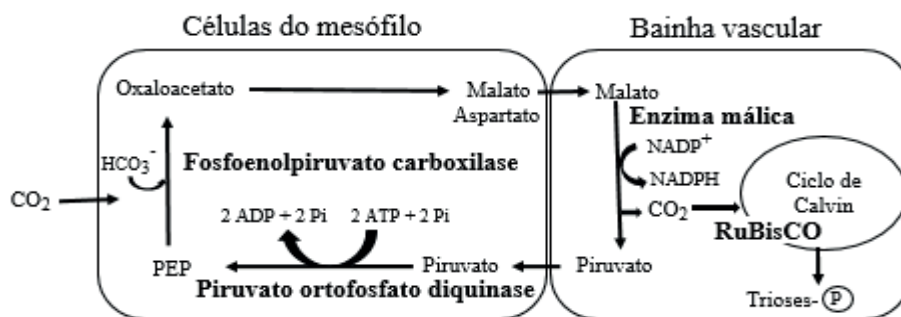 Células do mesófilo
Bainha vascular
Oxaloacetato
Malato
Aspartato
Malato
Enzima málica
NADP⁺
NADPH
CO₂
Ciclo de
Calvin
RuBisCO
HCO₃⁻
Fosfoenolpiruvato carboxilase
CO₂
2 ADP + 2 Pi
2 ATP + 2 Pi
PEP
Piruvato
Piruvato
Piruvato ortofosfato diquinase
Trioses-P